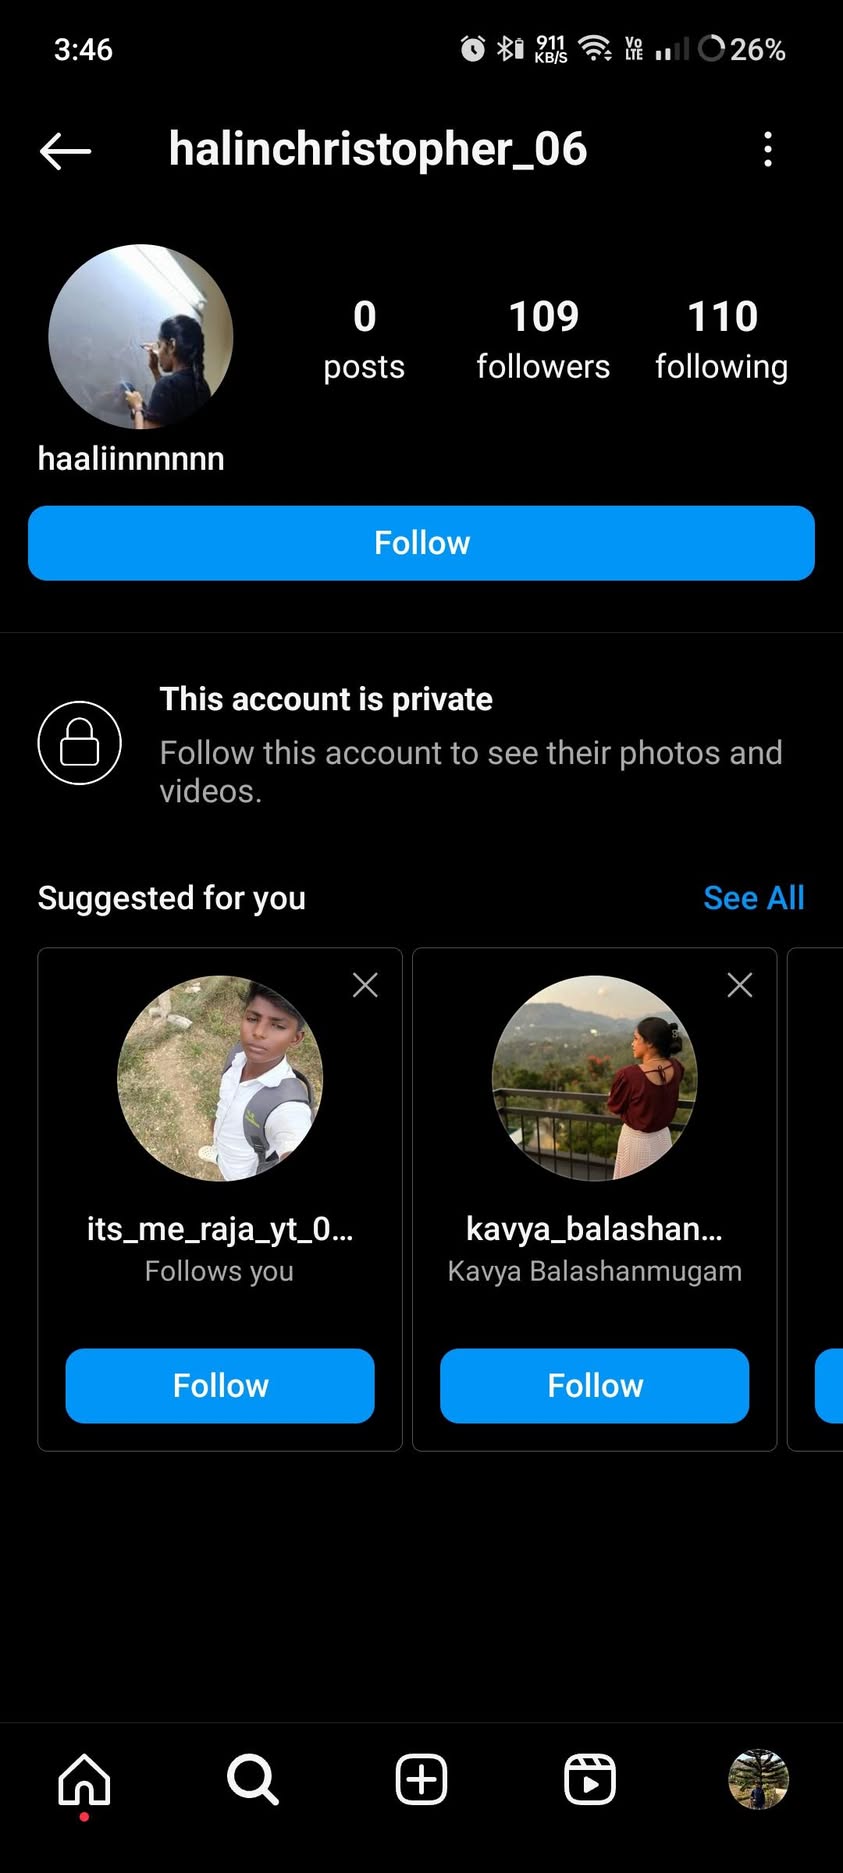 3:46
911
KB/S
Vo
LTE
26%
halinchristopher_06
0
posts
109
followers
110
following
haaliinnnnnn
Follow
This account is private
Follow this account to see their photos and
videos.
Suggested for you
See All
its_me_raja_yt_0...
Follows you
Follow
kavya_balashan...
Kavya Balashanmugam
Follow